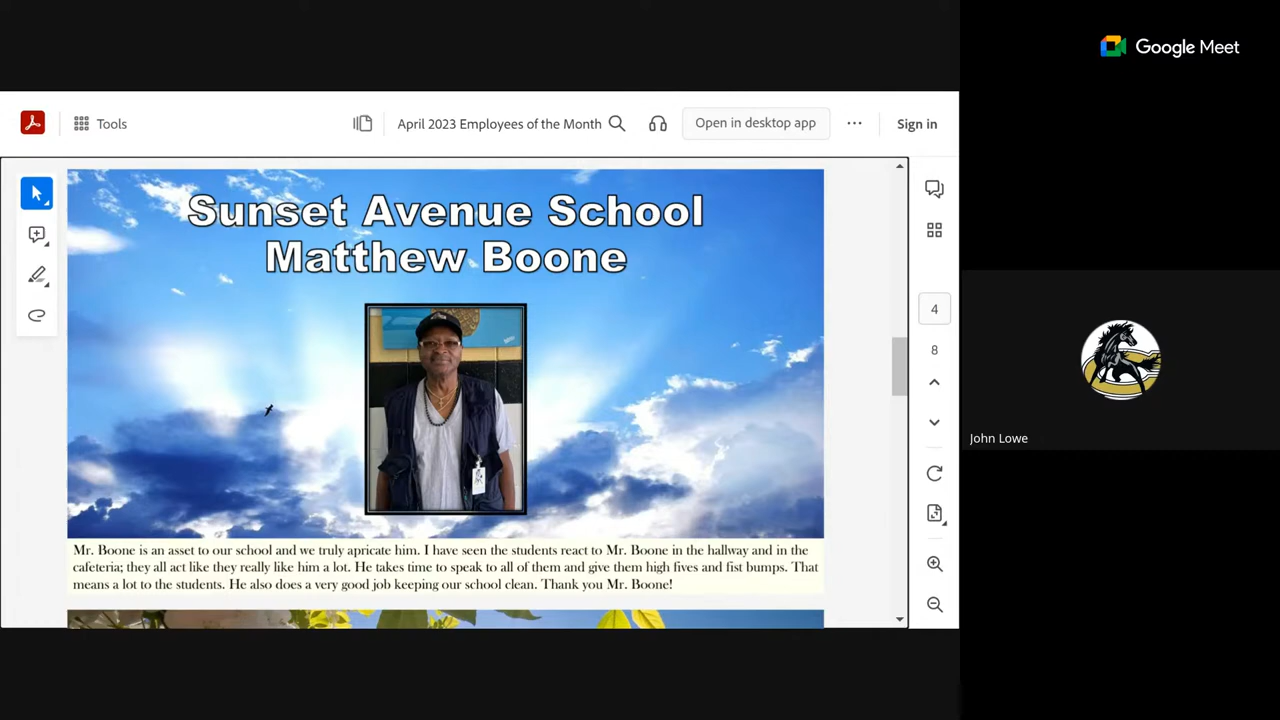 Google Meet
Tools
April 2023 Employees of the Month
Open in desktop app
Sign in
Sunset Avenue School
Matthew Boone
4
8
John Lowe
Mr. Boone is an asset to our school and we truly apricate him. I have seen the students react to Mr. Boone in the hallway and in the
cafeteria; they all act like they really like him a lot. He takes time to speak to all of them and give them high fives and fist bumps. That
means a lot to the students. He also does a very good job keeping our school clean. Thank you Mr. Boone!